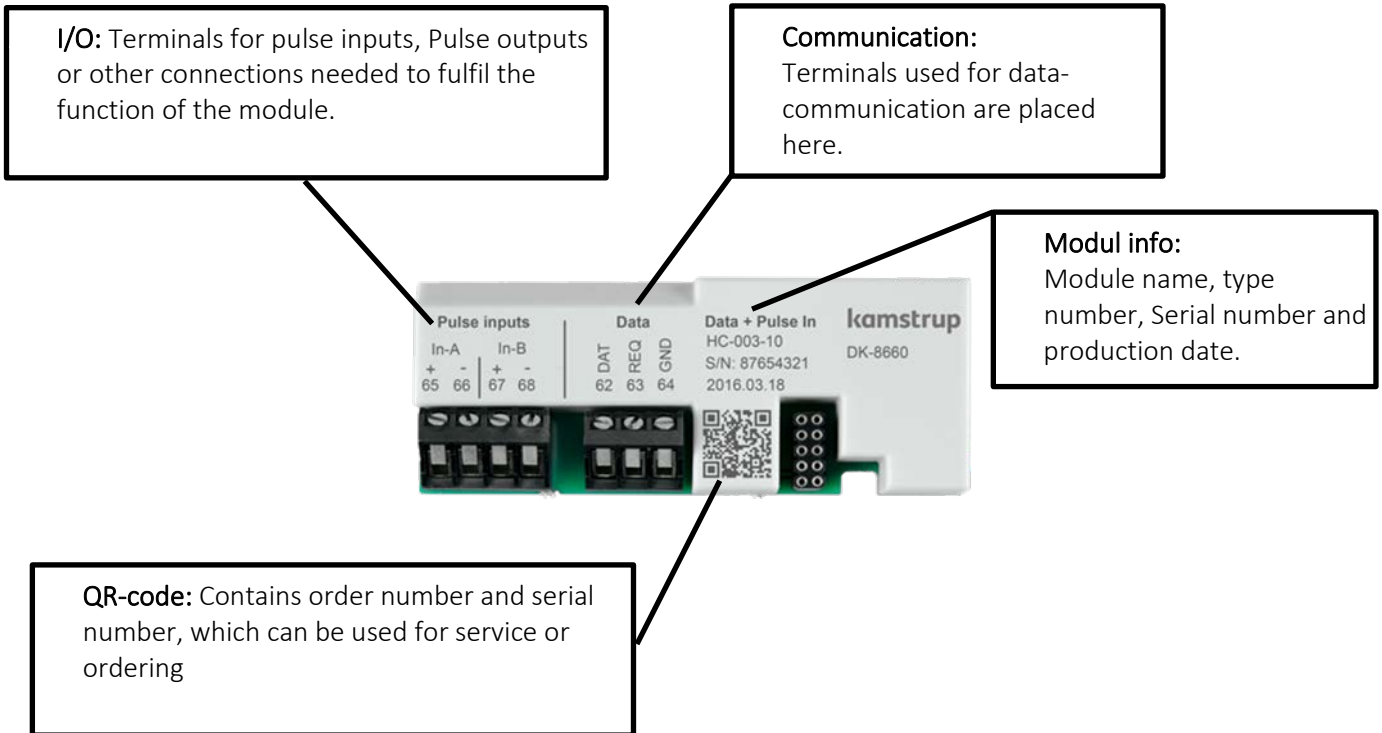 I/O: Terminals for pulse inputs, Pulse outputs
or other connections needed to fulfil the
function of the module.
Communication:
Terminals used for data-
communication are placed
here.
Modul info:
Module name, type
number, Serial number and
production date.
Pulse inputs
In-A In-B
+ - + -
65 66 67 68
Data
DAT REQ GND
62 63 64
Data + Pulse In
HC-003-10
S/N: 87654321
2016.03.18
kamstrup
DK-8660
QR-code: Contains order number and serial
number, which can be used for service or
ordering